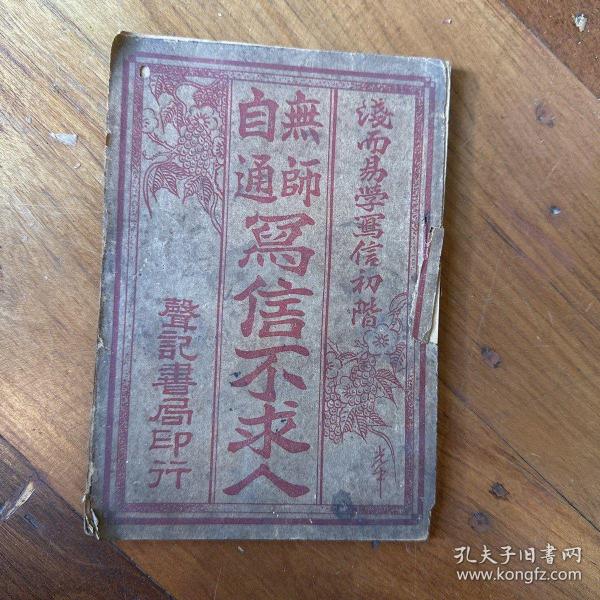 淺而易學寫信初階
無師
自通
寫信不求人
聲記書局印行
孔夫子旧书网
www.kongfz.com